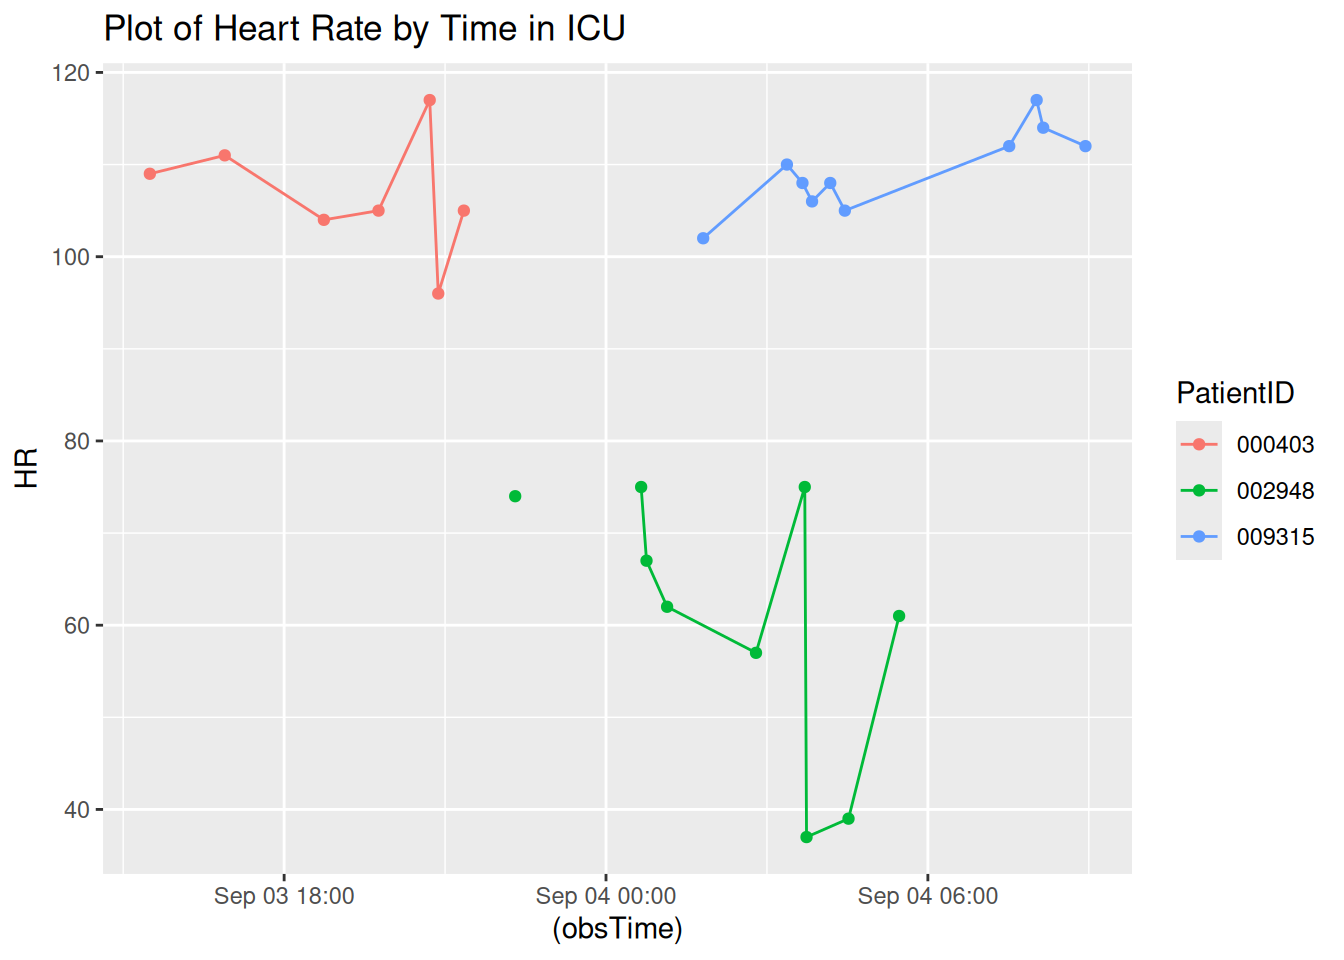 Plot of Heart Rate by Time in ICU
120
100
80
60
40
HR
Sep 03 18:00
Sep 04 00:00
Sep 04 06:00
(obsTime)
PatientID
000403
002948
009315